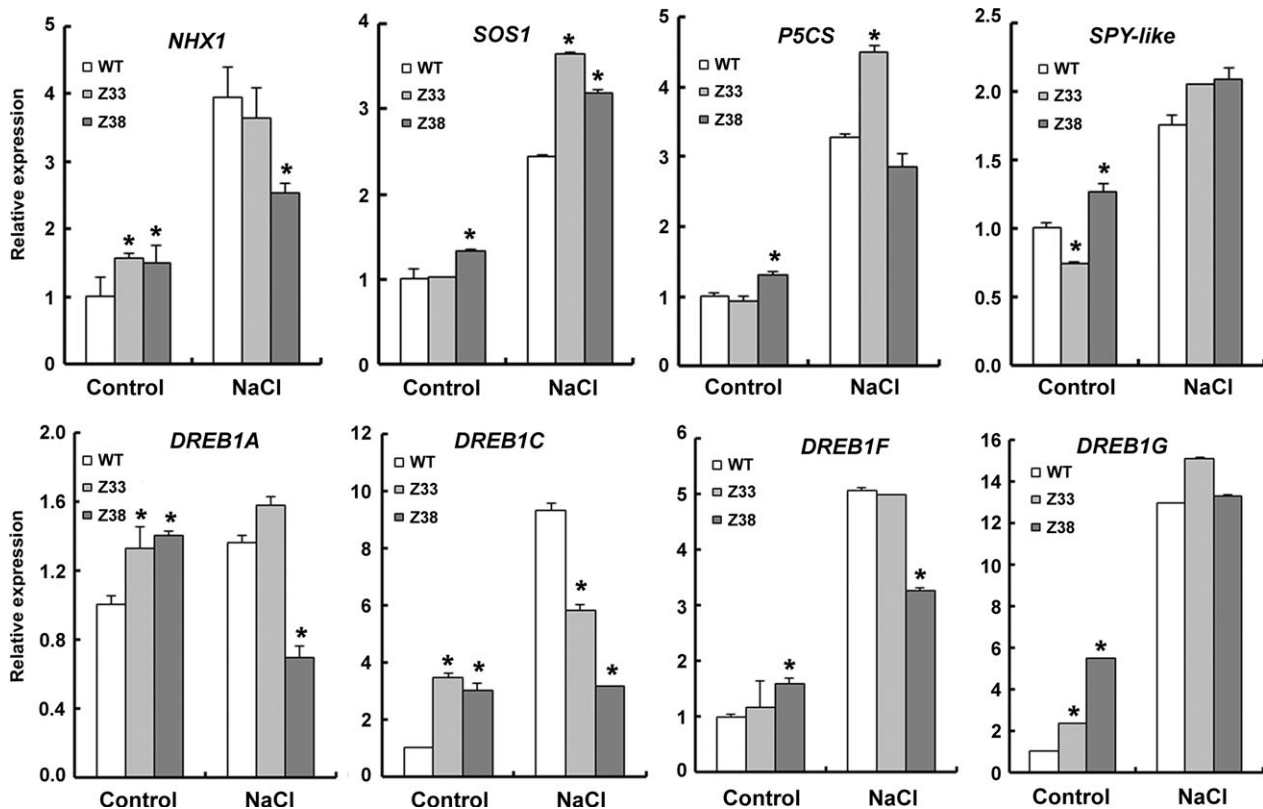 NHX1
5
4
3
2
1
0
Relative expression
WT
Z33
Z38
*
*
*
Control
NaCl
SOS1
4
3
2
1
0
WT
Z33
Z38
*
*
*
Control
NaCl
P5CS
5
4
3
2
1
0
WT
Z33
Z38
*
*
Control
NaCl
SPY-like
2.5
2.0
1.5
1.0
0.5
0.0
WT
Z33
Z38
*
*
Control
NaCl
DREB1A
2.0
1.6
1.2
0.8
0.4
0.0
Relative expression
WT
Z33
Z38
*
*
*
Control
NaCl
DREB1C
12
10
8
6
4
2
0
WT
Z33
Z38
*
*
*
*
Control
NaCl
DREB1F
6
5
4
3
2
1
0
WT
Z33
Z38
*
*
Control
NaCl
DREB1G
16
14
12
10
8
6
4
2
0
WT
Z33
Z38
*
*
Control
NaCl